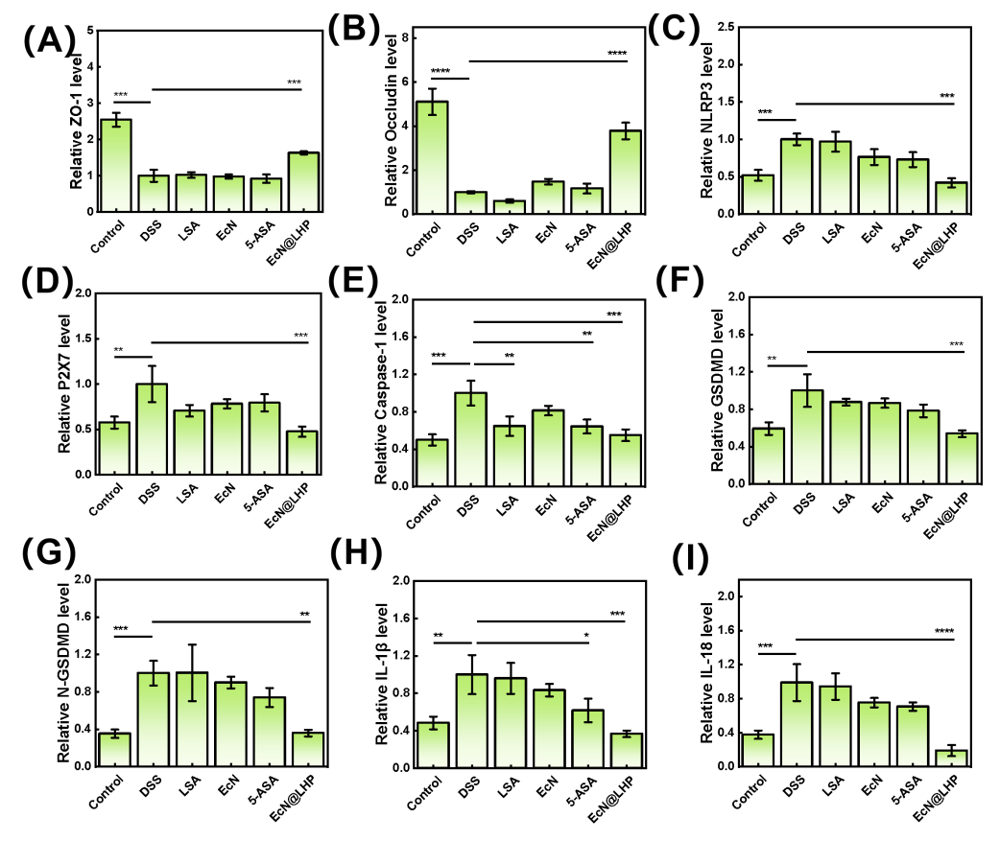 (A)
Relative ZO-1 level
5
4
3
2
1
0
***
***
Control
DSS
LSA
EcN
5-ASA
EcN@LHP
(B)
Relative Occludin level
8
6
4
2
0
****
****
Control
DSS
LSA
EcN
5-ASA
EcN@LHP
(C)
Relative NLRP3 level
2.5
2.0
1.5
1.0
0.5
0.0
***
***
Control
DSS
LSA
EcN
5-ASA
EcN@LHP
(D)
Relative P2X7 level
2.0
1.5
1.0
0.5
0.0
**
***
Control
DSS
LSA
EcN
5-ASA
EcN@LHP
(E)
Relative Caspase-1 level
2.0
1.6
1.2
0.8
0.4
0.0
***
**
**
***
Control
DSS
LSA
EcN
5-ASA
EcN@LHP
(F)
Relative GSDMD level
2.0
1.6
1.2
0.8
0.4
0.0
**
***
Control
DSS
LSA
EcN
5-ASA
EcN@LHP
(G)
Relative N-GSDMD level
2.0
1.6
1.2
0.8
0.4
0.0
***
**
Control
DSS
LSA
EcN
5-ASA
EcN@LHP
(H)
Relative IL-1β level
2.0
1.6
1.2
0.8
0.4
0.0
**
*
***
Control
DSS
LSA
EcN
5-ASA
EcN@LHP
(I)
Relative IL-18 level
2.0
1.6
1.2
0.8
0.4
0.0
***
****
Control
DSS
LSA
EcN
5-ASA
EcN@LHP